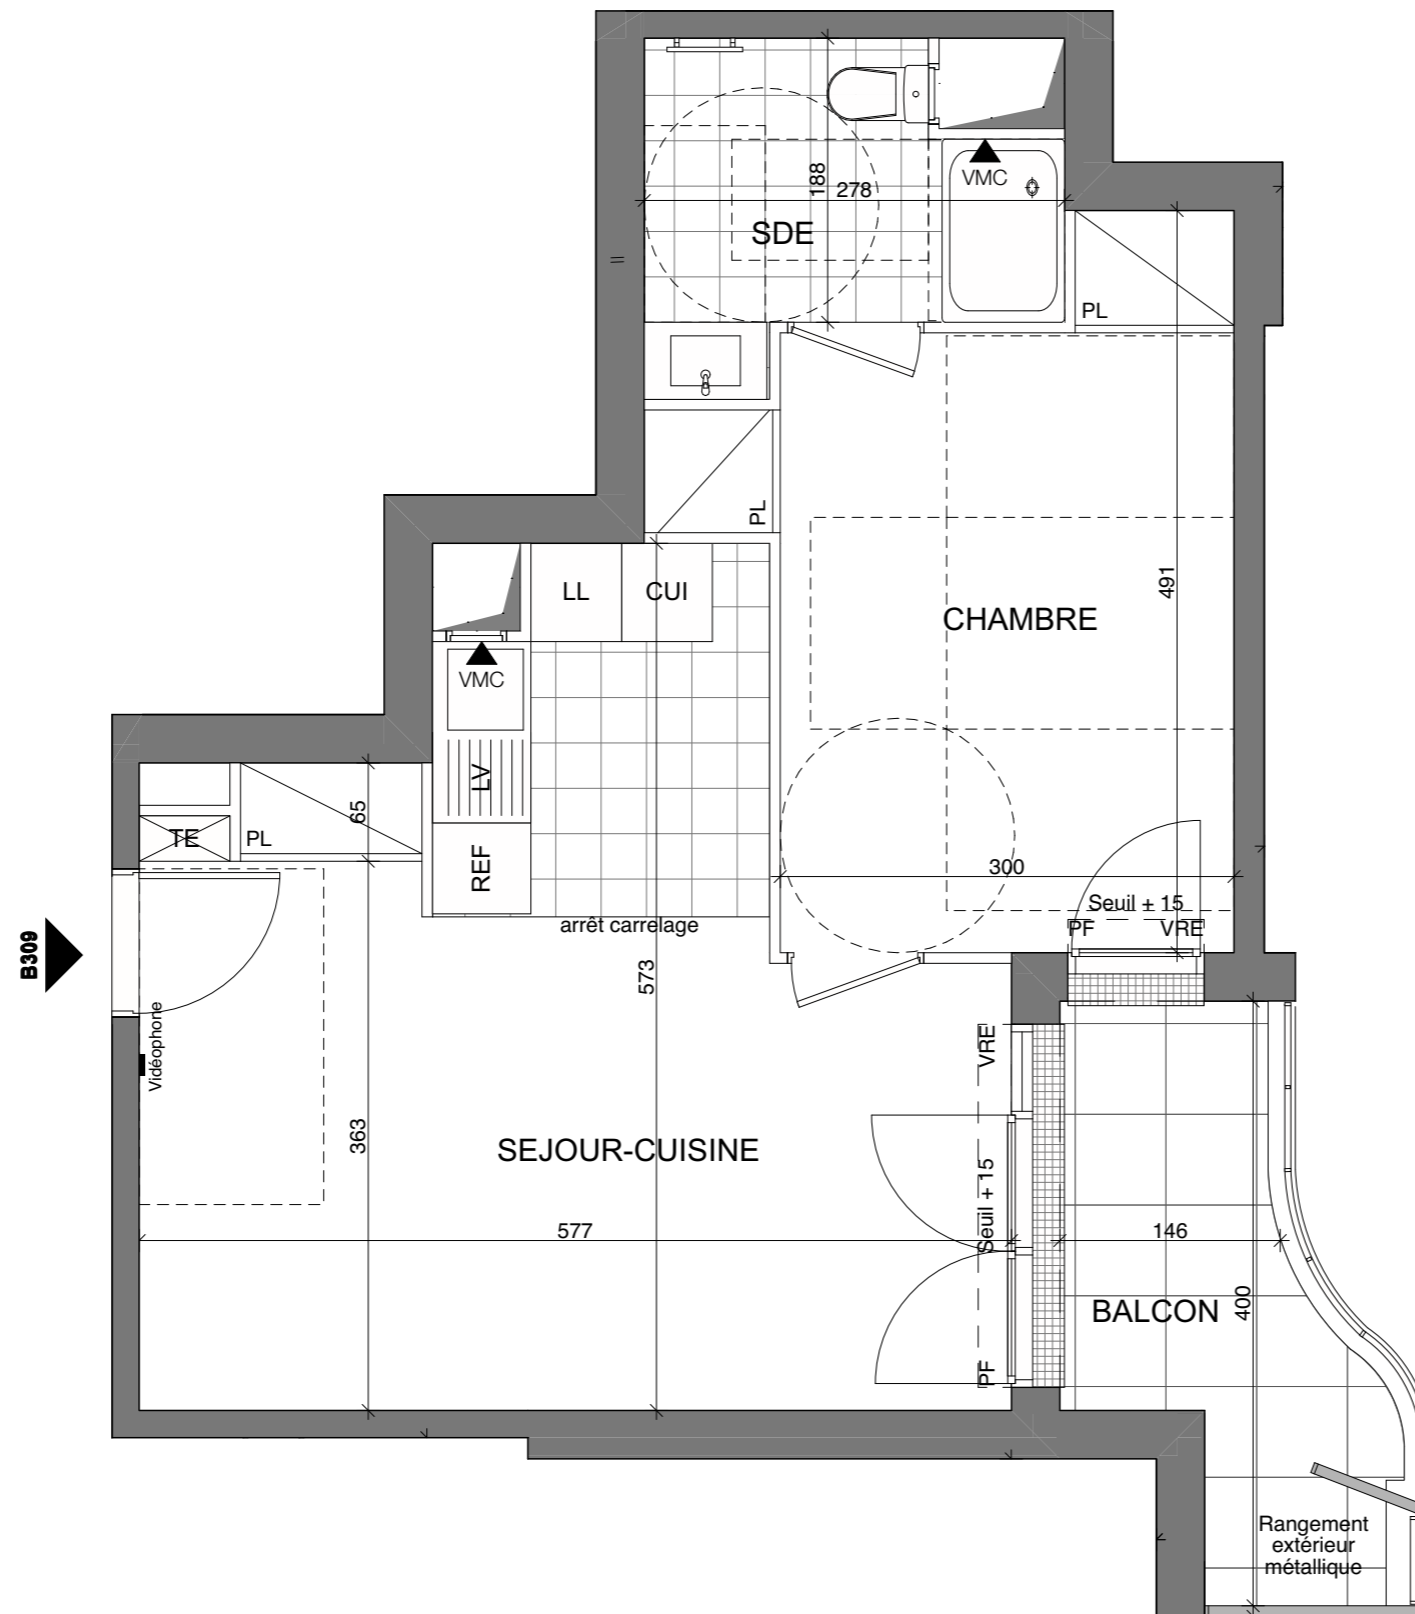 188
278
VMC
SDE
PL
PL
491
LL
CUI
CHAMBRE
VMC
LV
65
TE
PL
REF
300
Seuil + 15
PF
VRE
arrêt carrelage
B309
573
Vidéophone
VRE
363
SEJOUR-CUISINE
Seuil + 15
577
146
BALCON
400
PF
Rangement
extérieur
métallique